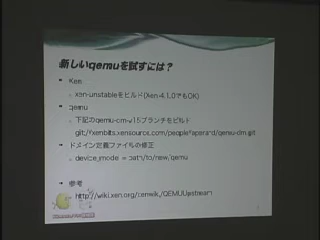 新しいqemuを試すには？
Xen
xen-unstableをビルド(Xen-4.1.0でもOK)
qemu
下記のqemu-dm-v15ブランチをビルド
git://xenbits.xensource.com/people/aperard/qemu-dm.git
ドメイン定義ファイルの修正
device_model = path/to/new/qemu
参考
http://wiki.xen.org/xenwiki/QEMUUpstream